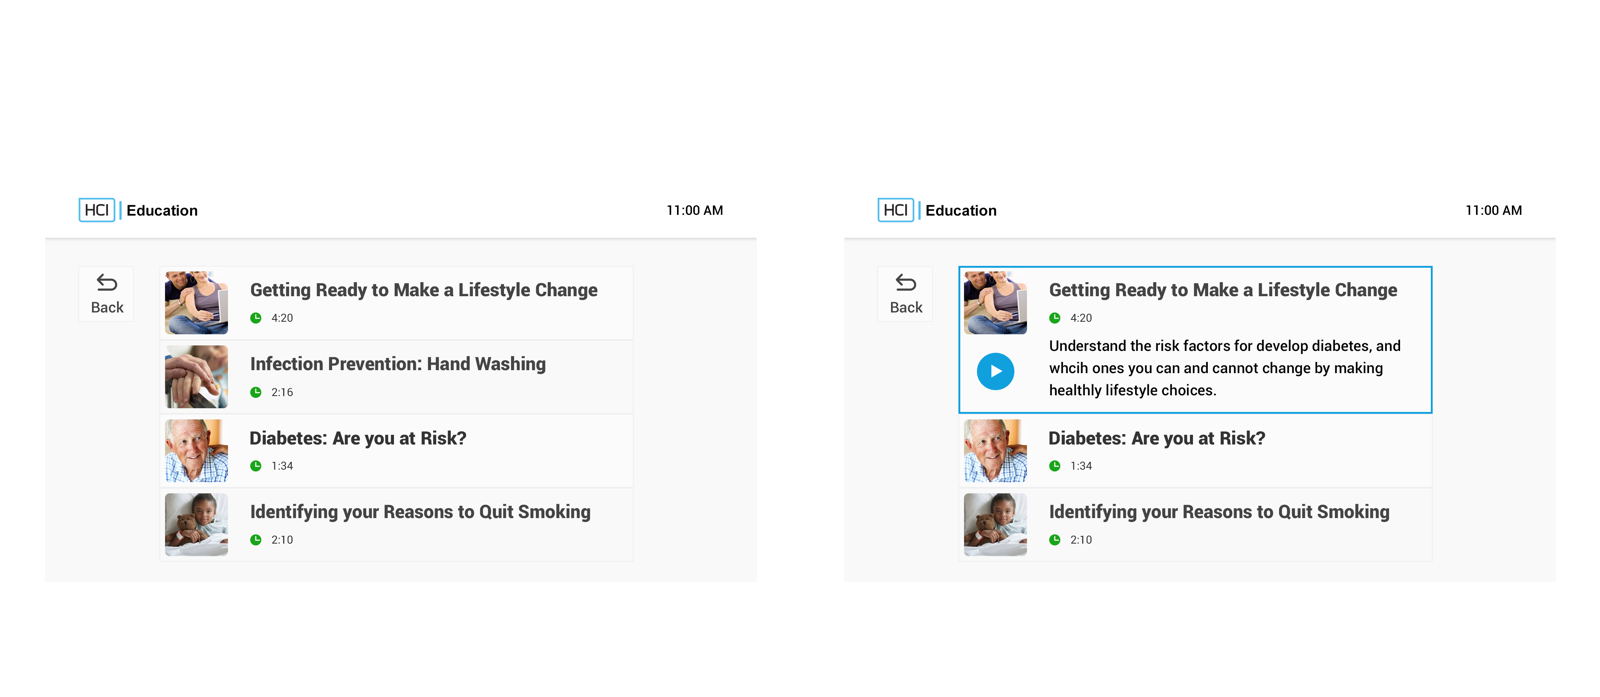 HCI | Education
11:00 AM
Back
Getting Ready to Make a Lifestyle Change
4:20
Infection Prevention: Hand Washing
2:16
Diabetes: Are you at Risk?
1:34
Identifying your Reasons to Quit Smoking
2:10
HCI | Education
11:00 AM
Back
Getting Ready to Make a Lifestyle Change
4:20
Understand the risk factors for develop diabetes, and
whcih ones you can and cannot change by making
healthly lifestyle choices.
Diabetes: Are you at Risk?
1:34
Identifying your Reasons to Quit Smoking
2:10